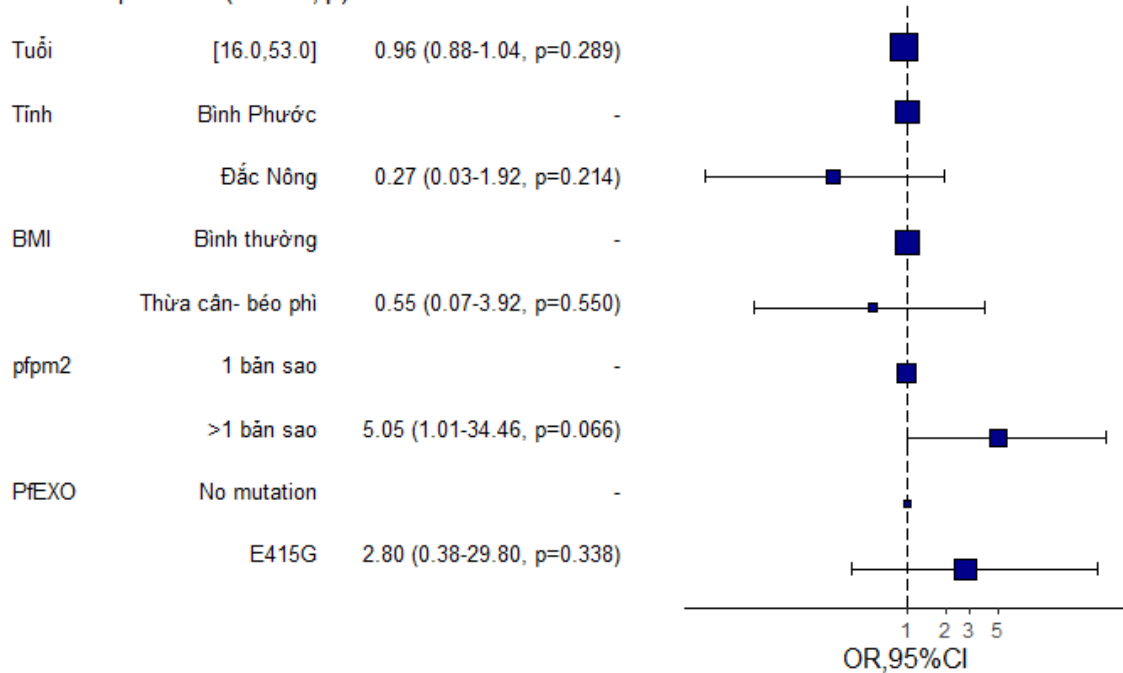 Tuổi [16.0,53.0] 0.96 (0.88-1.04, p=0.289)
Tỉnh Bình Phước -
Đắc Nông 0.27 (0.03-1.92, p=0.214)
BMI Bình thường -
Thừa cân- béo phì 0.55 (0.07-3.92, p=0.550)
pfpm2 1 bản sao -
>1 bản sao 5.05 (1.01-34.46, p=0.066)
PfEXO No mutation -
E415G 2.80 (0.38-29.80, p=0.338)
1 2 3 5
OR,95%CI